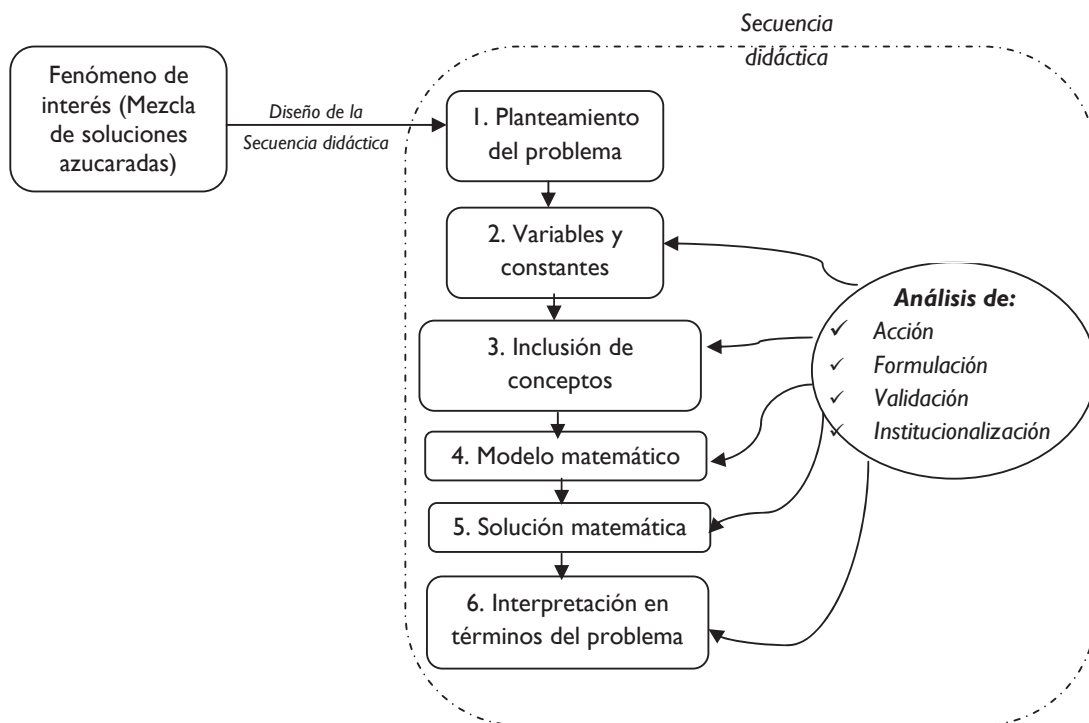 Secuencia
didáctica
Fenómeno de
interés (Mezcla
de soluciones
azucaradas)
Diseño de la
Secuencia didáctica
1. Planteamiento
del problema
2. Variables y
constantes
3. Inclusión de
conceptos
4. Modelo matemático
5. Solución matemática
6. Interpretación en
términos del problema
Análisis de:
✓ Acción
✓ Formulación
✓ Validación
✓ Institucionalización